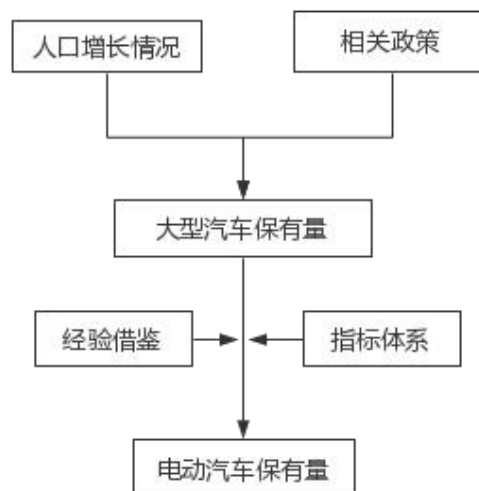 人口增长情况
相关政策
大型汽车保有量
经验借鉴
指标体系
电动汽车保有量